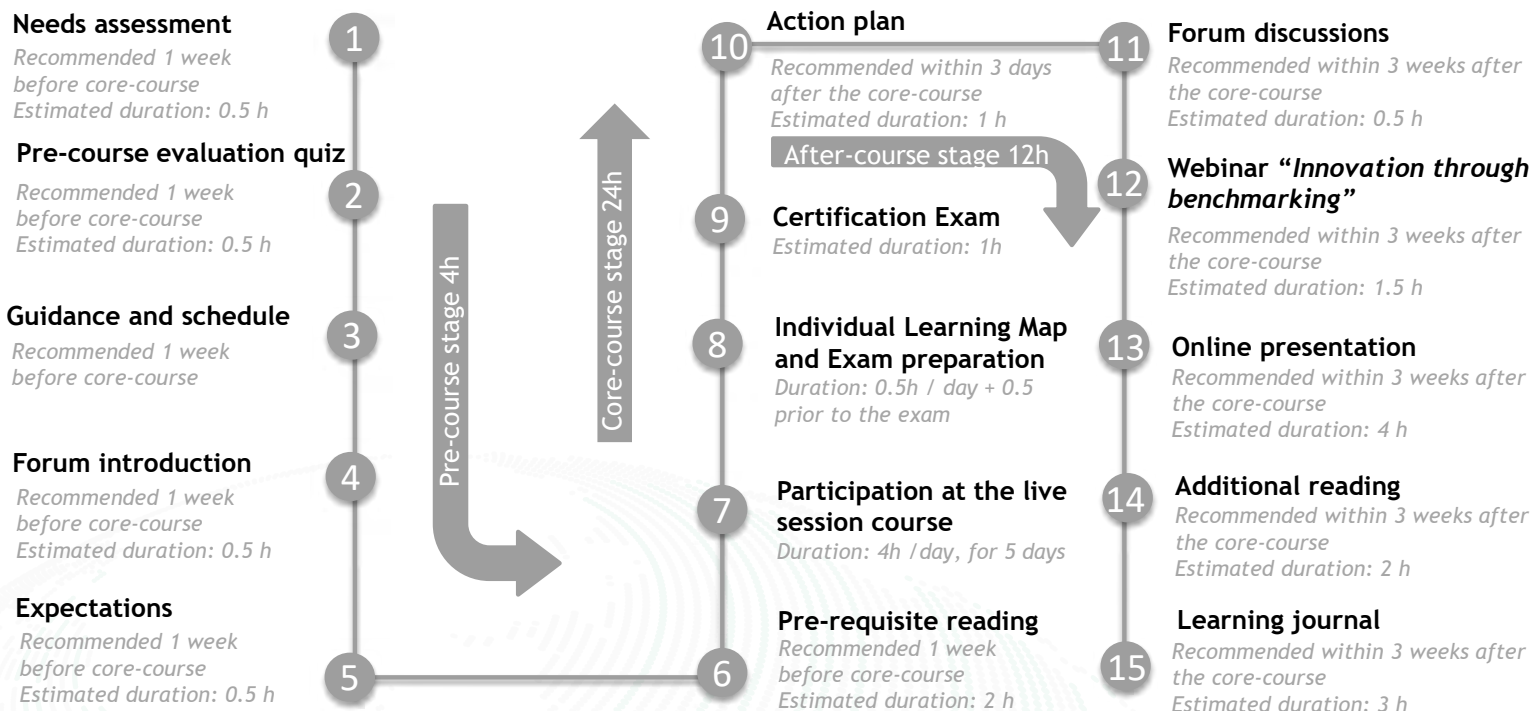 Needs assessment
Recommended 1 week
before core-course
Estimated duration: 0.5 h
1
Pre-course evaluation quiz
Recommended 1 week
before core-course
Estimated duration: 0.5 h
2
Guidance and schedule
Recommended 1 week
before core-course
3
Forum introduction
Recommended 1 week
before core-course
Estimated duration: 0.5 h
4
Expectations
Recommended 1 week
before core-course
Estimated duration: 0.5 h
5
Pre-course stage 4h
Core-course stage 24h
6
Pre-requisite reading
Recommended 1 week
before core-course
Estimated duration: 2 h
7
Participation at the live
session course
Duration: 4h /day, for 5 days
8
Individual Learning Map
and Exam preparation
Duration: 0.5h / day + 0.5
prior to the exam
9
Certification Exam
Estimated duration: 1h
10
Action plan
Recommended within 3 days
after the core-course
Estimated duration: 1 h
After-course stage 12h
11
Forum discussions
Recommended within 3 weeks after
the core-course
Estimated duration: 0.5 h
12
Webinar “Innovation through
benchmarking”
Recommended within 3 weeks after
the core-course
Estimated duration: 1.5 h
13
Online presentation
Recommended within 3 weeks after
the core-course
Estimated duration: 4 h
14
Additional reading
Recommended within 3 weeks after
the core-course
Estimated duration: 2 h
15
Learning journal
Recommended within 3 weeks after
the core-course
Estimated duration: 3 h